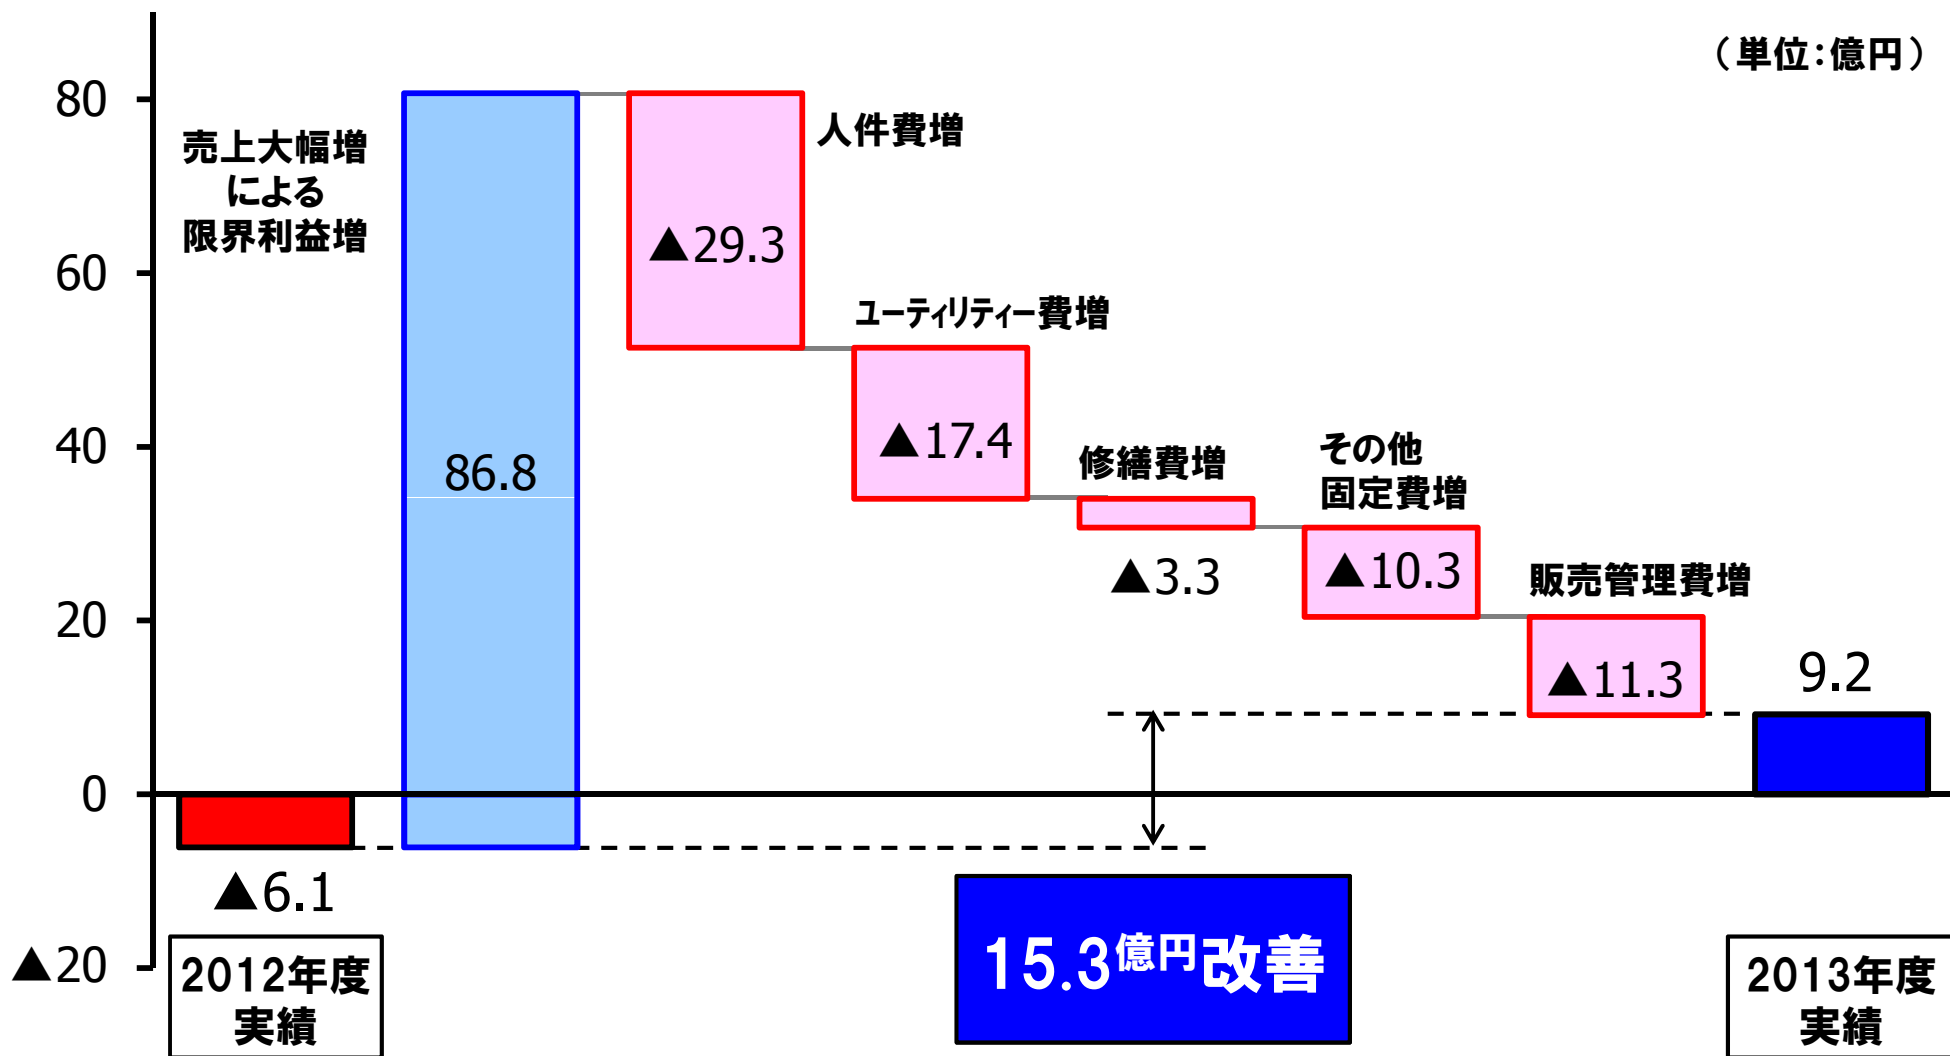 （単位：億円）
80
60
40
20
0
▲20
売上大幅増
による
限界利益増
86.8
人件費増
▲29.3
ユーティリティー費増
▲17.4
修繕費増
▲3.3
その他
固定費増
▲10.3
販売管理費増
▲11.3
9.2
▲6.1
2012年度
実績
15.3億円改善
2013年度
実績